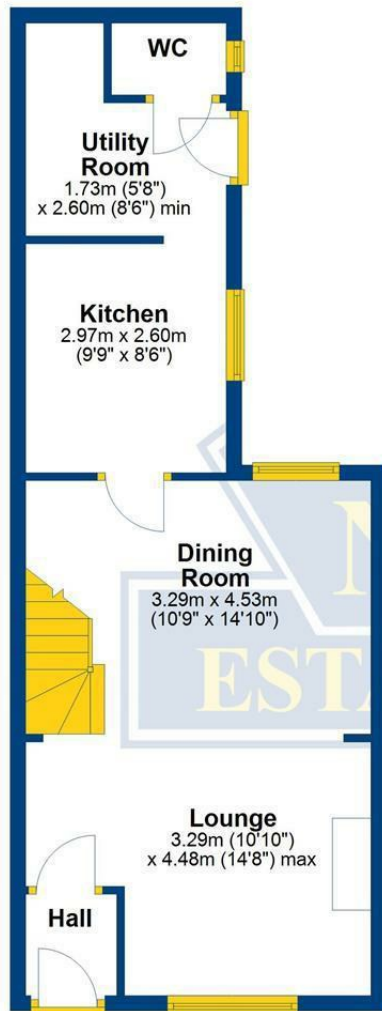 WC
Utility
Room
1.73m (5'8")
x 2.60m (8'6") min
Kitchen
2.97m x 2.60m
(9'9" x 8'6")
Dining
Room
3.29m x 4.53m
(10'9" x 14'10")
N
ESTA
Lounge
3.29m (10'10")
x 4.48m (14'8") max
Hall